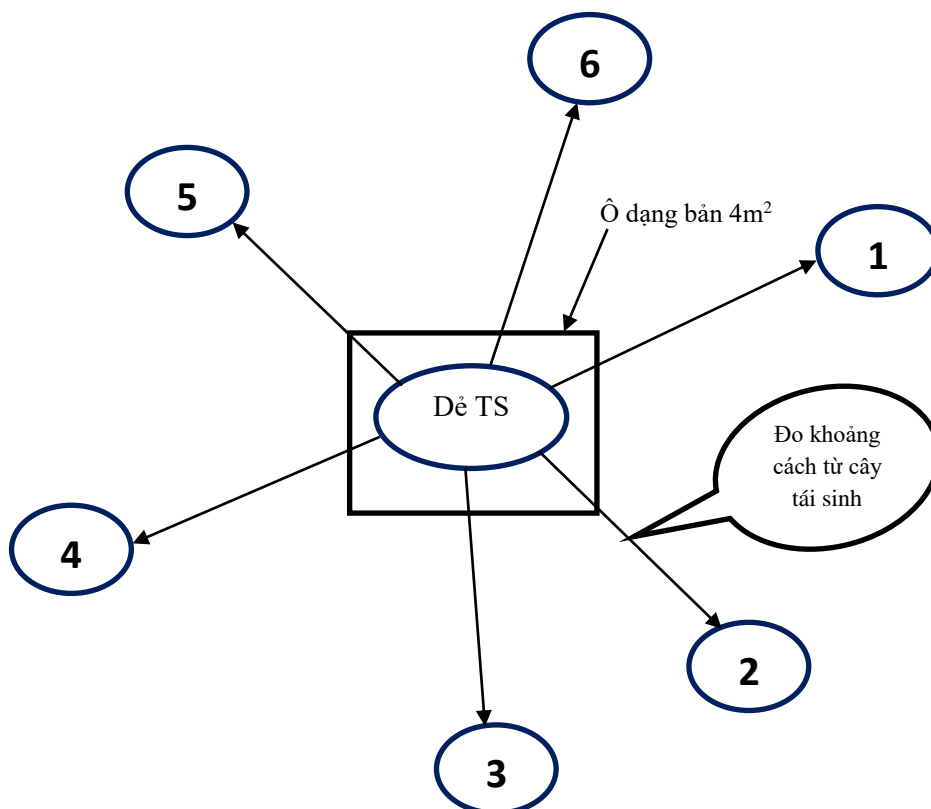 6
5
Ô dạng bản 4m²
1
Dẻ TS
Đo khoảng
cách từ cây
tái sinh
4
2
3